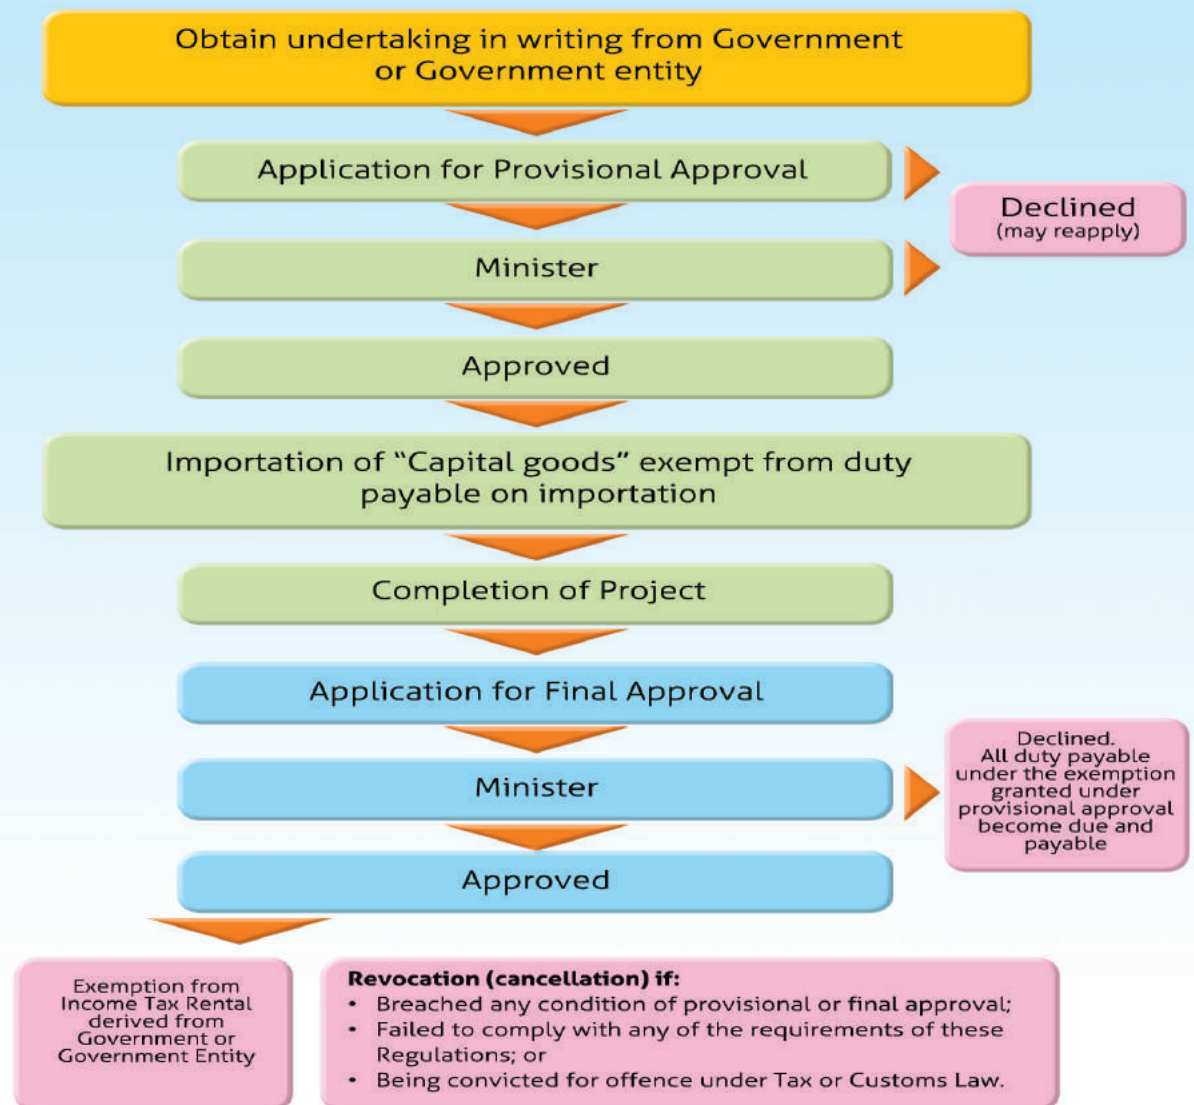 Obtain undertaking in writing from Government
or Government entity
Application for Provisional Approval
Declined
(may reapply)
Minister
Approved
Importation of “Capital goods” exempt from duty
payable on importation
Completion of Project
Application for Final Approval
Minister
Declined.
All duty payable
under the exemption
granted under
provisional approval
become due and
payable
Approved
Exemption from
Income Tax Rental
derived from
Government or
Government Entity
Revocation (cancellation) if:
• Breached any condition of provisional or final approval;
• Failed to comply with any of the requirements of these
Regulations; or
• Being convicted for offence under Tax or Customs Law.